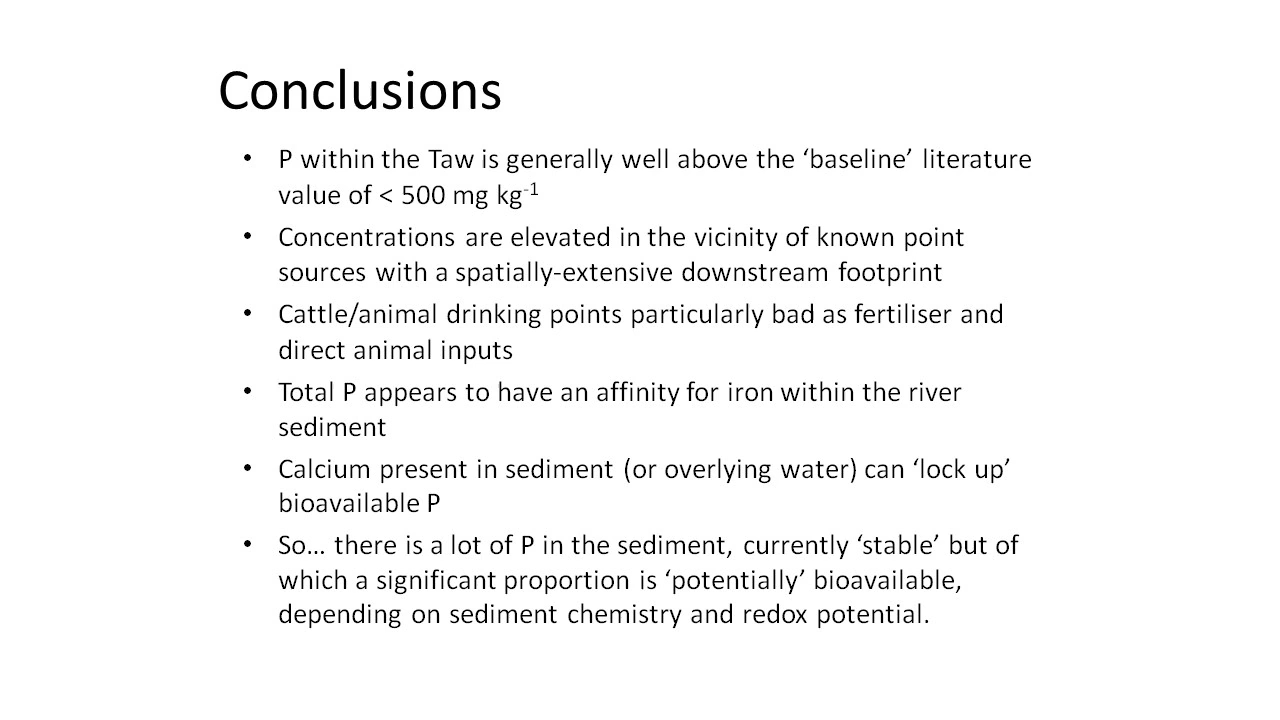 Conclusions
• P within the Taw is generally well above the ‘baseline’ literature
value of < 500 mg kg⁻¹
• Concentrations are elevated in the vicinity of known point
sources with a spatially-extensive downstream footprint
• Cattle/animal drinking points particularly bad as fertiliser and
direct animal inputs
• Total P appears to have an affinity for iron within the river
sediment
• Calcium present in sediment (or overlying water) can ‘lock up’
bioavailable P
• So… there is a lot of P in the sediment, currently ‘stable’ but of
which a significant proportion is ‘potentially’ bioavailable,
depending on sediment chemistry and redox potential.